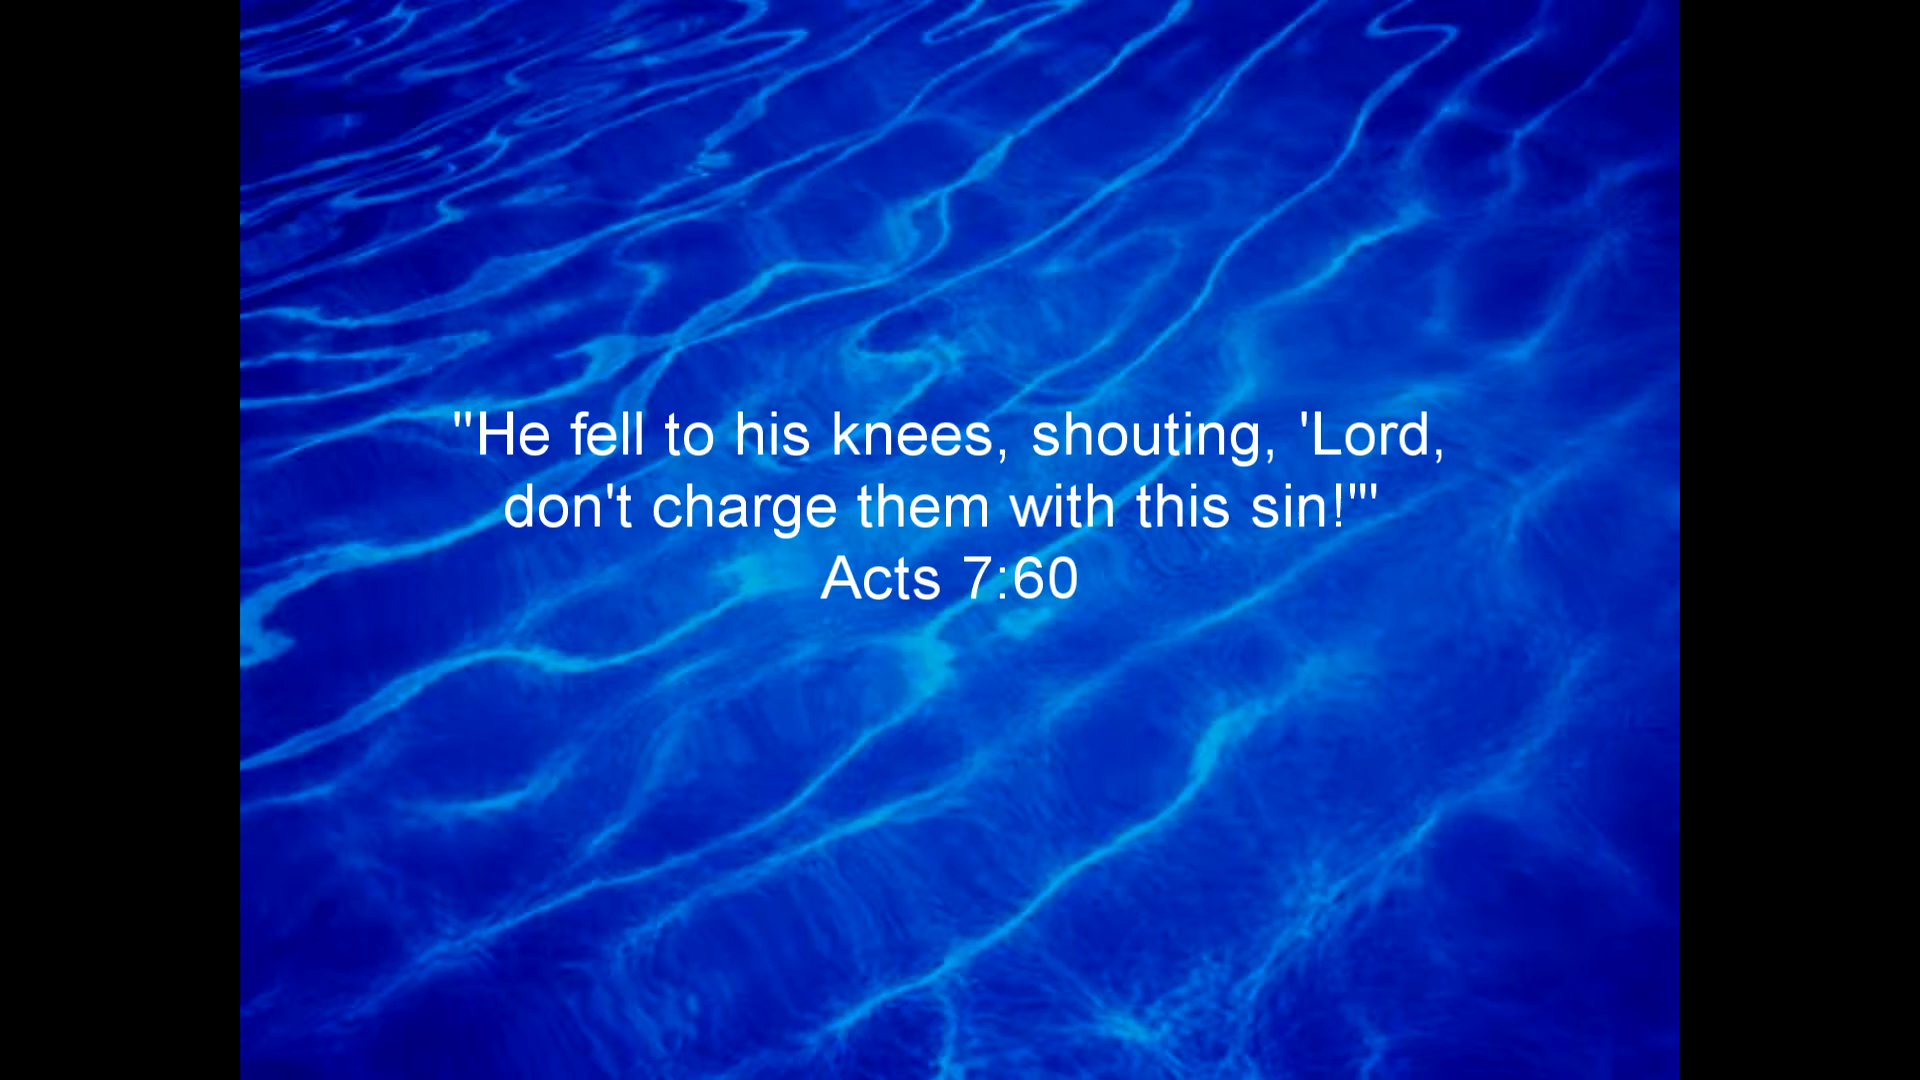 "He fell to his knees, shouting, 'Lord,
don't charge them with this sin!'"
Acts 7:60